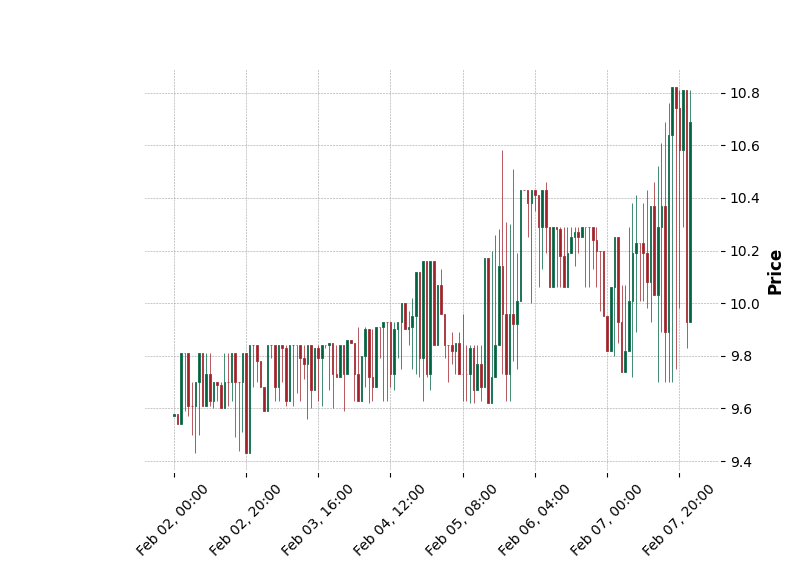 10.8
10.6
10.4
10.2
10.0
9.8
9.6
9.4
Price
Feb 02, 00:00
Feb 02, 20:00
Feb 03, 16:00
Feb 04, 12:00
Feb 05, 08:00
Feb 06, 04:00
Feb 07, 00:00
Feb 07, 20:00